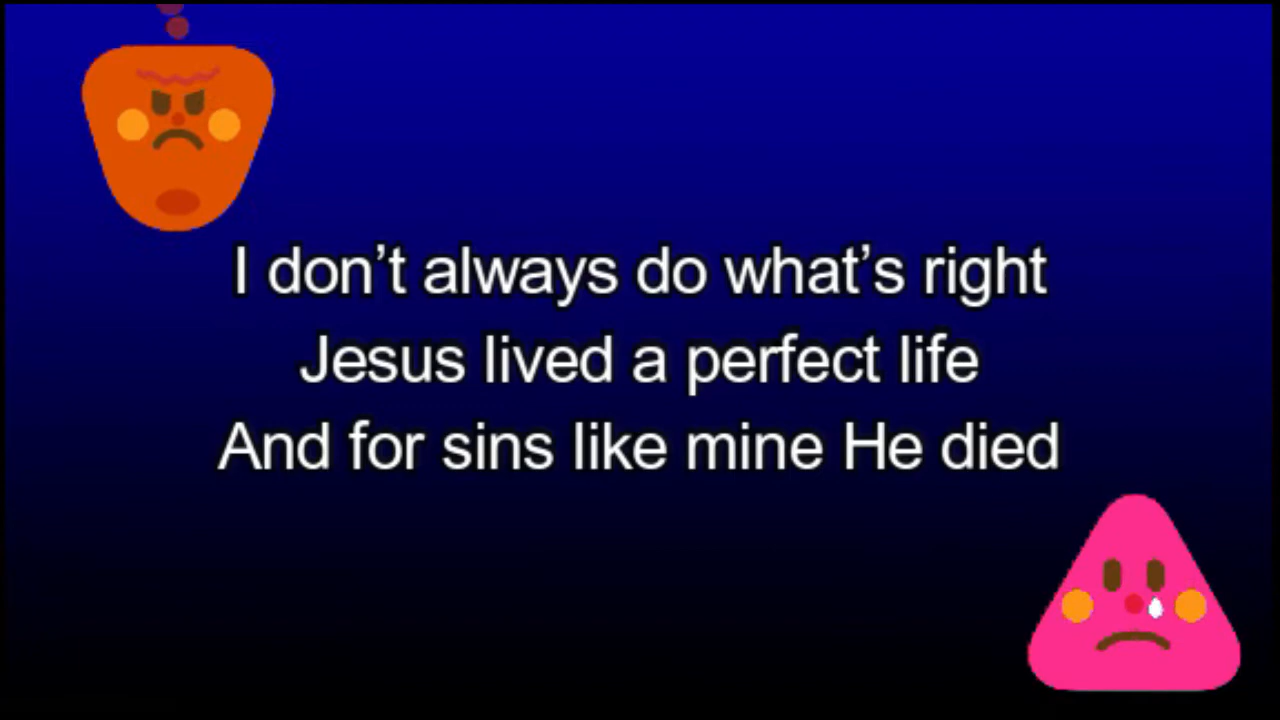 I don’t always do what’s right
Jesus lived a perfect life
And for sins like mine He died